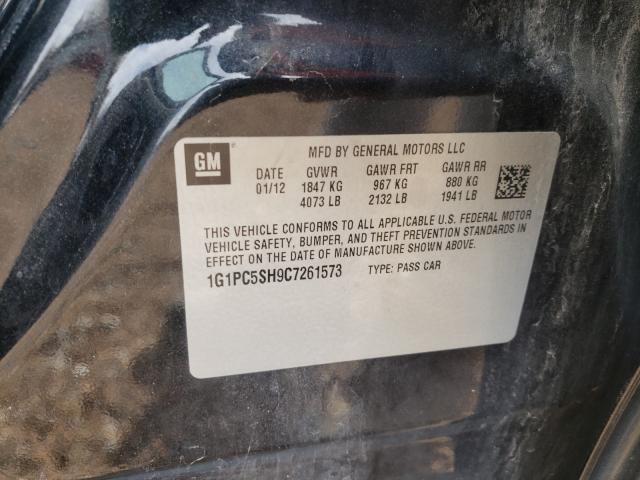 GM
MFD BY GENERAL MOTORS LLC
DATE GVWR GAWR FRT GAWR RR
01/12 1847 KG 967 KG 880 KG
4073 LB 2132 LB 1941 LB
THIS VEHICLE CONFORMS TO ALL APPLICABLE U.S. FEDERAL MOTOR
VEHICLE SAFETY, BUMPER, AND THEFT PREVENTION STANDARDS IN
EFFECT ON THE DATE OF MANUFACTURE SHOWN ABOVE.
1G1PC5SH9C7261573 TYPE: PASS CAR